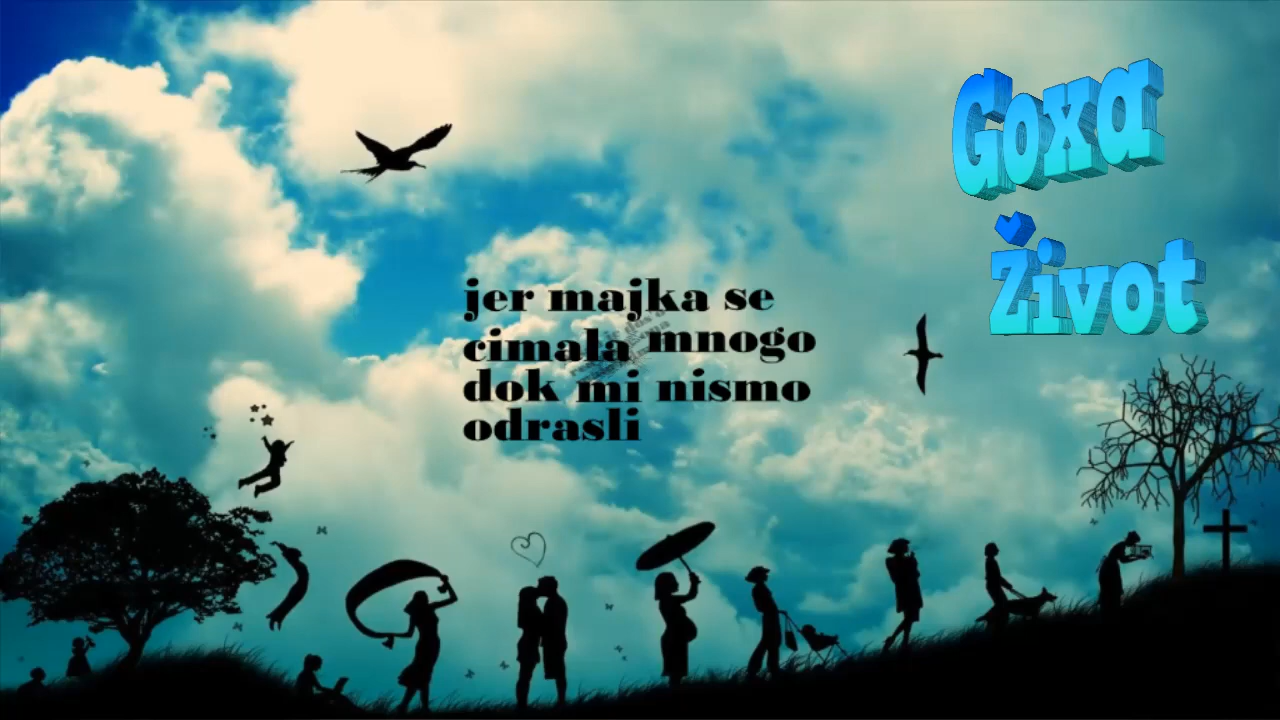 Goxa
Život
jer majka se
cimala mnogo
dok mi nismo
odrasli